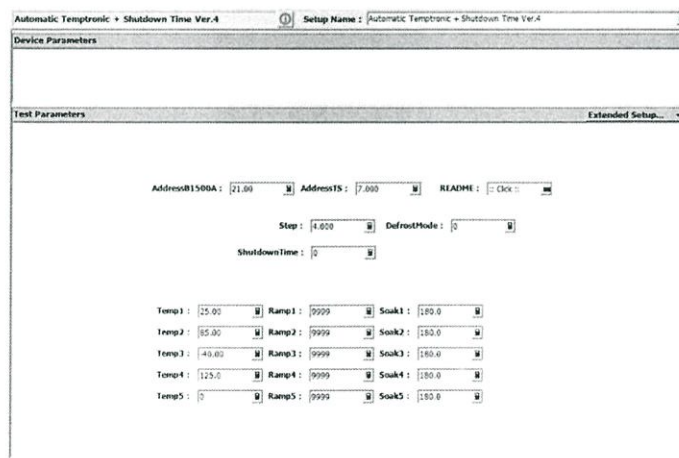 Automatic Temptronic + Shutdown Time Ver.4 Setup Name : Automatic Temptronic + Shutdown Time Ver.4
Device Parameters
Test Parameters Extended Setup...
AddressB1500A : 21.00 AddressTS : 7.000 README : :: Click ::
Step : 4.000 DefrostMode : 0
ShutdownTime : 0
Temp1 : 25.00 Ramp1 : 9999 Soak1 : 180.0
Temp2 : 85.00 Ramp2 : 9999 Soak2 : 180.0
Temp3 : -40.00 Ramp3 : 9999 Soak3 : 180.0
Temp4 : 125.0 Ramp4 : 9999 Soak4 : 180.0
Temp5 : 0 Ramp5 : 9999 Soak5 : 180.0